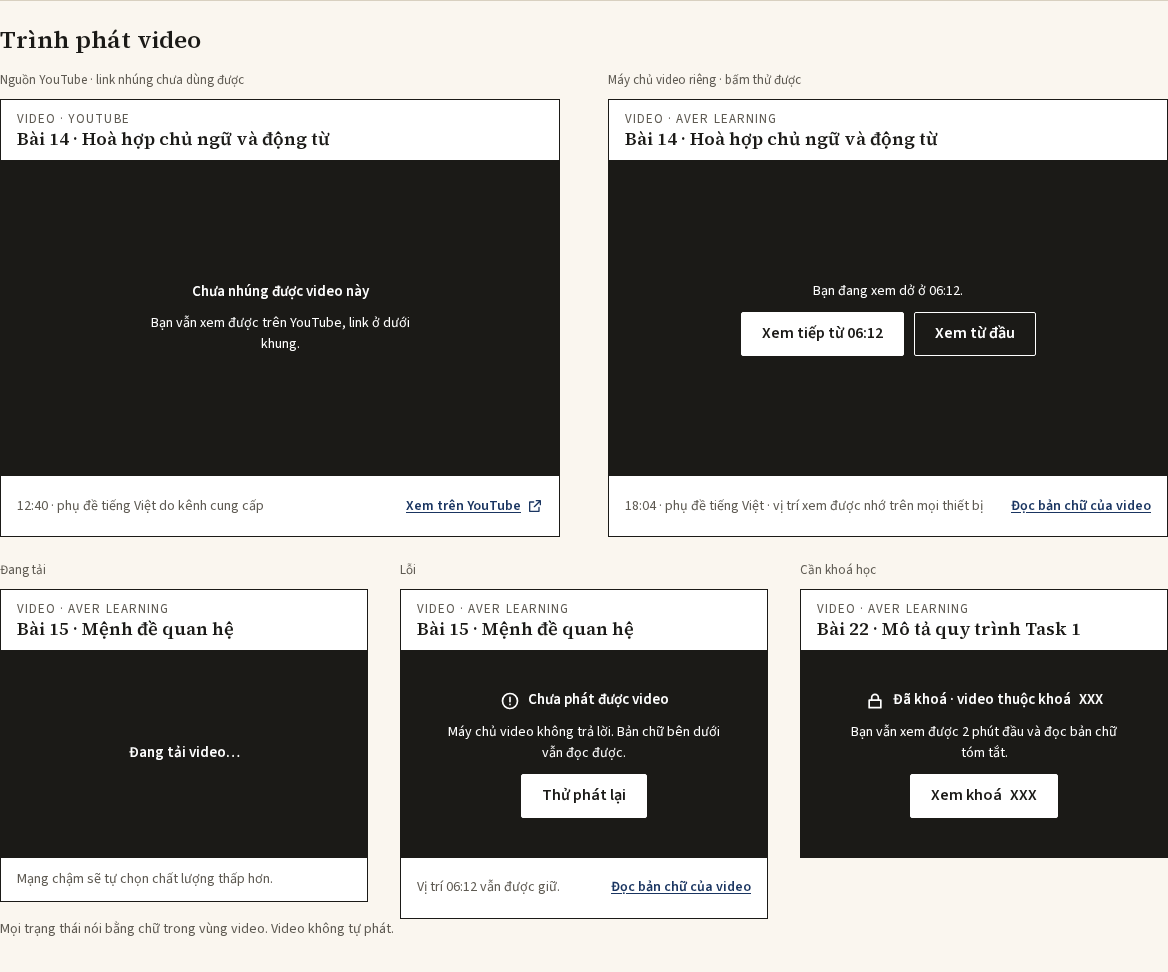 Trình phát video
Nguồn YouTube · link nhúng chưa dùng được
VIDEO · YOUTUBE
Bài 14 · Hoà hợp chủ ngữ và động từ
Chưa nhúng được video này
Bạn vẫn xem được trên YouTube, link ở dưới
khung.
12:40 · phụ đề tiếng Việt do kênh cung cấp
Xem trên YouTube
Máy chủ video riêng · bấm thử được
VIDEO · AVER LEARNING
Bài 14 · Hoà hợp chủ ngữ và động từ
Bạn đang xem dở ở 06:12.
Xem tiếp từ 06:12
Xem từ đầu
18:04 · phụ đề tiếng Việt · vị trí xem được nhớ trên mọi thiết bị
Đọc bản chữ của video
Đang tải
VIDEO · AVER LEARNING
Bài 15 · Mệnh đề quan hệ
Đang tải video…
Mạng chậm sẽ tự chọn chất lượng thấp hơn.
Lỗi
VIDEO · AVER LEARNING
Bài 15 · Mệnh đề quan hệ
Chưa phát được video
Máy chủ video không trả lời. Bản chữ bên dưới
vẫn đọc được.
Thử phát lại
Vị trí 06:12 vẫn được giữ.
Đọc bản chữ của video
Cần khoá học
VIDEO · AVER LEARNING
Bài 22 · Mô tả quy trình Task 1
Đã khoá · video thuộc khoá XXX
Bạn vẫn xem được 2 phút đầu và đọc bản chữ
tóm tắt.
Xem khoá XXX
Mọi trạng thái nói bằng chữ trong vùng video. Video không tự phát.